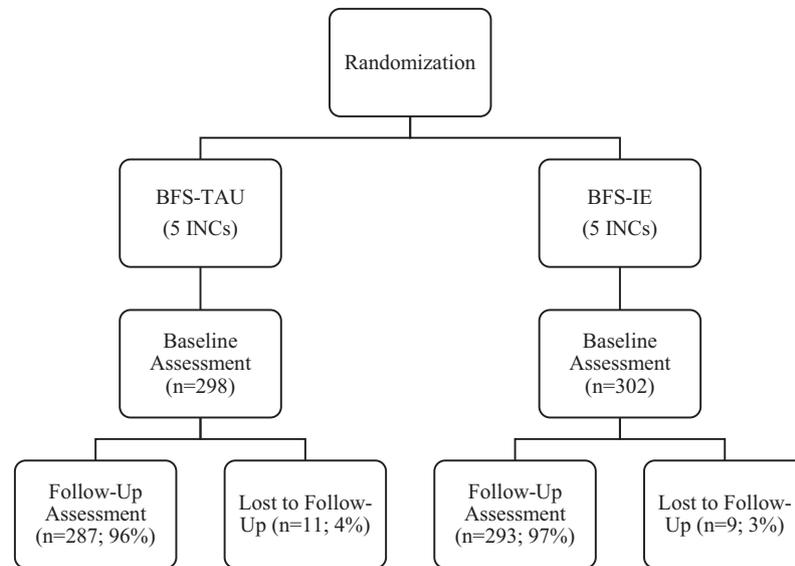 Randomization
BFS-TAU
(5 INCs)
BFS-IE
(5 INCs)
Baseline
Assessment
(n=298)
Baseline
Assessment
(n=302)
Follow-Up
Assessment
(n=287; 96%)
Lost to Follow-
Up (n=11; 4%)
Follow-Up
Assessment
(n=293; 97%)
Lost to Follow-
Up (n=9; 3%)